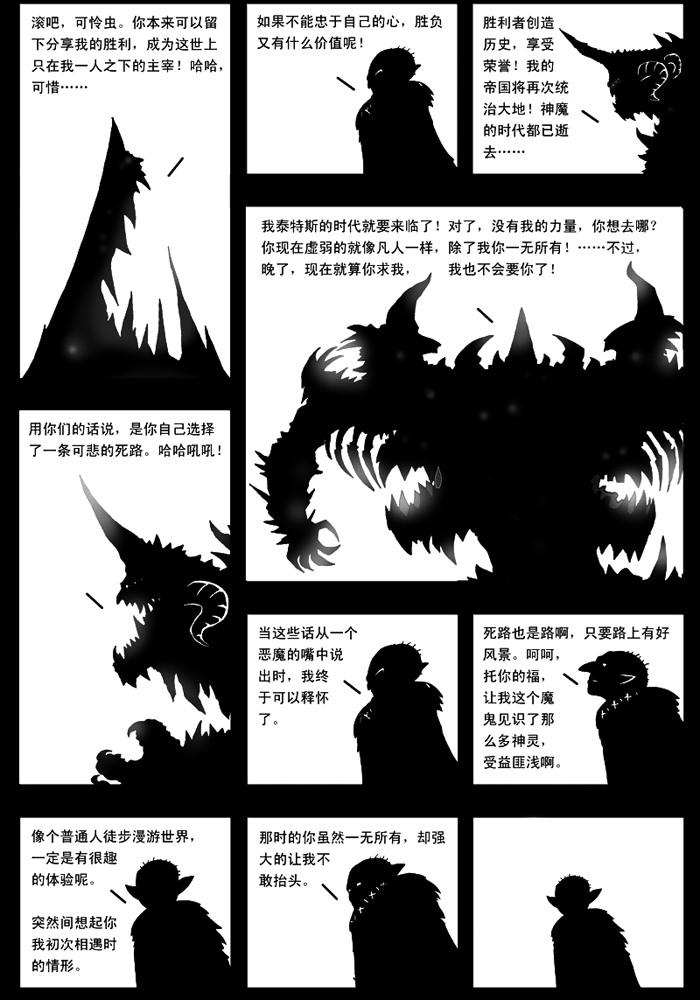 滚吧，可怜虫。你本来可以留
下分享我的胜利，成为这世上
只在我一人之下的主宰！哈哈，
可惜……
如果不能忠于自己的心，胜负
又有什么价值呢！
胜利者创造
历史，享受
荣誉！我的
帝国将再次统
治大地！神魔
的时代都已逝
去……
我泰特斯的时代就要来临了！对了，没有我的力量，你想去哪？
你现在虚弱的就像凡人一样，除了我你一无所有！……不过，
晚了，现在就算你求我， 我也不会要你了！
用你们的话说，是你自己选择
了一条可悲的死路。哈哈吼吼！
当这些话从一个
恶魔的嘴中说
出时，我终
于可以释怀
了。
死路也是路啊，只要路上有好
风景。呵呵，
托你的福，
让我这个魔
鬼见识了那
么多神灵，
受益匪浅啊。
像个普通人徒步漫游世界，
一定是有很趣
的体验呢。
突然间想起你
我初次相遇时
的情形。
那时的你虽然一无所有，却强
大的让我不
敢抬头。